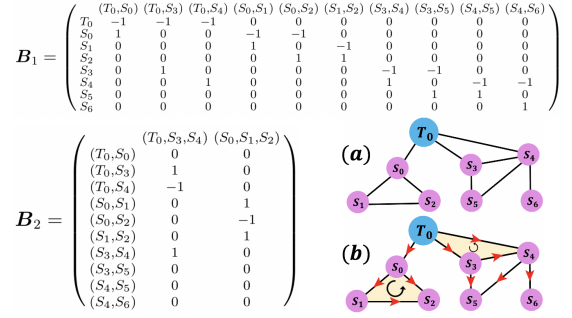 (T₀,S₀) (T₀,S₃) (T₀,S₄) (S₀,S₁) (S₀,S₂) (S₁,S₂) (S₃,S₄) (S₃,S₅) (S₄,S₅) (S₄,S₆)
T₀ −1 −1 −1 0 0 0 0 0 0 0
S₀ 1 0 0 −1 −1 0 0 0 0 0
B₁ =
S₁ 0 0 0 1 0 −1 0 0 0 0
S₂ 0 0 0 0 1 1 0 0 0 0
S₃ 0 1 0 0 0 0 −1 −1 0 0
S₄ 0 0 1 0 0 0 1 0 −1 −1
S₅ 0 0 0 0 0 0 0 1 1 0
S₆ 0 0 0 0 0 0 0 0 0 1
(T₀,S₃,S₄) (S₀,S₁,S₂)
(T₀,S₀) 0 0
(T₀,S₃) 1 0
(T₀,S₄) −1 0
(S₀,S₁) 0 1
B₂ =
(S₀,S₂) 0 −1
(S₁,S₂) 0 1
(S₃,S₄) 1 0
(S₃,S₅) 0 0
(S₄,S₅) 0 0
(S₄,S₆) 0 0
(a)
T₀
S₀
S₃
S₄
S₁
S₂
S₅
S₆
(b)
T₀
S₀
S₃
S₄
S₁
S₂
S₅
S₆